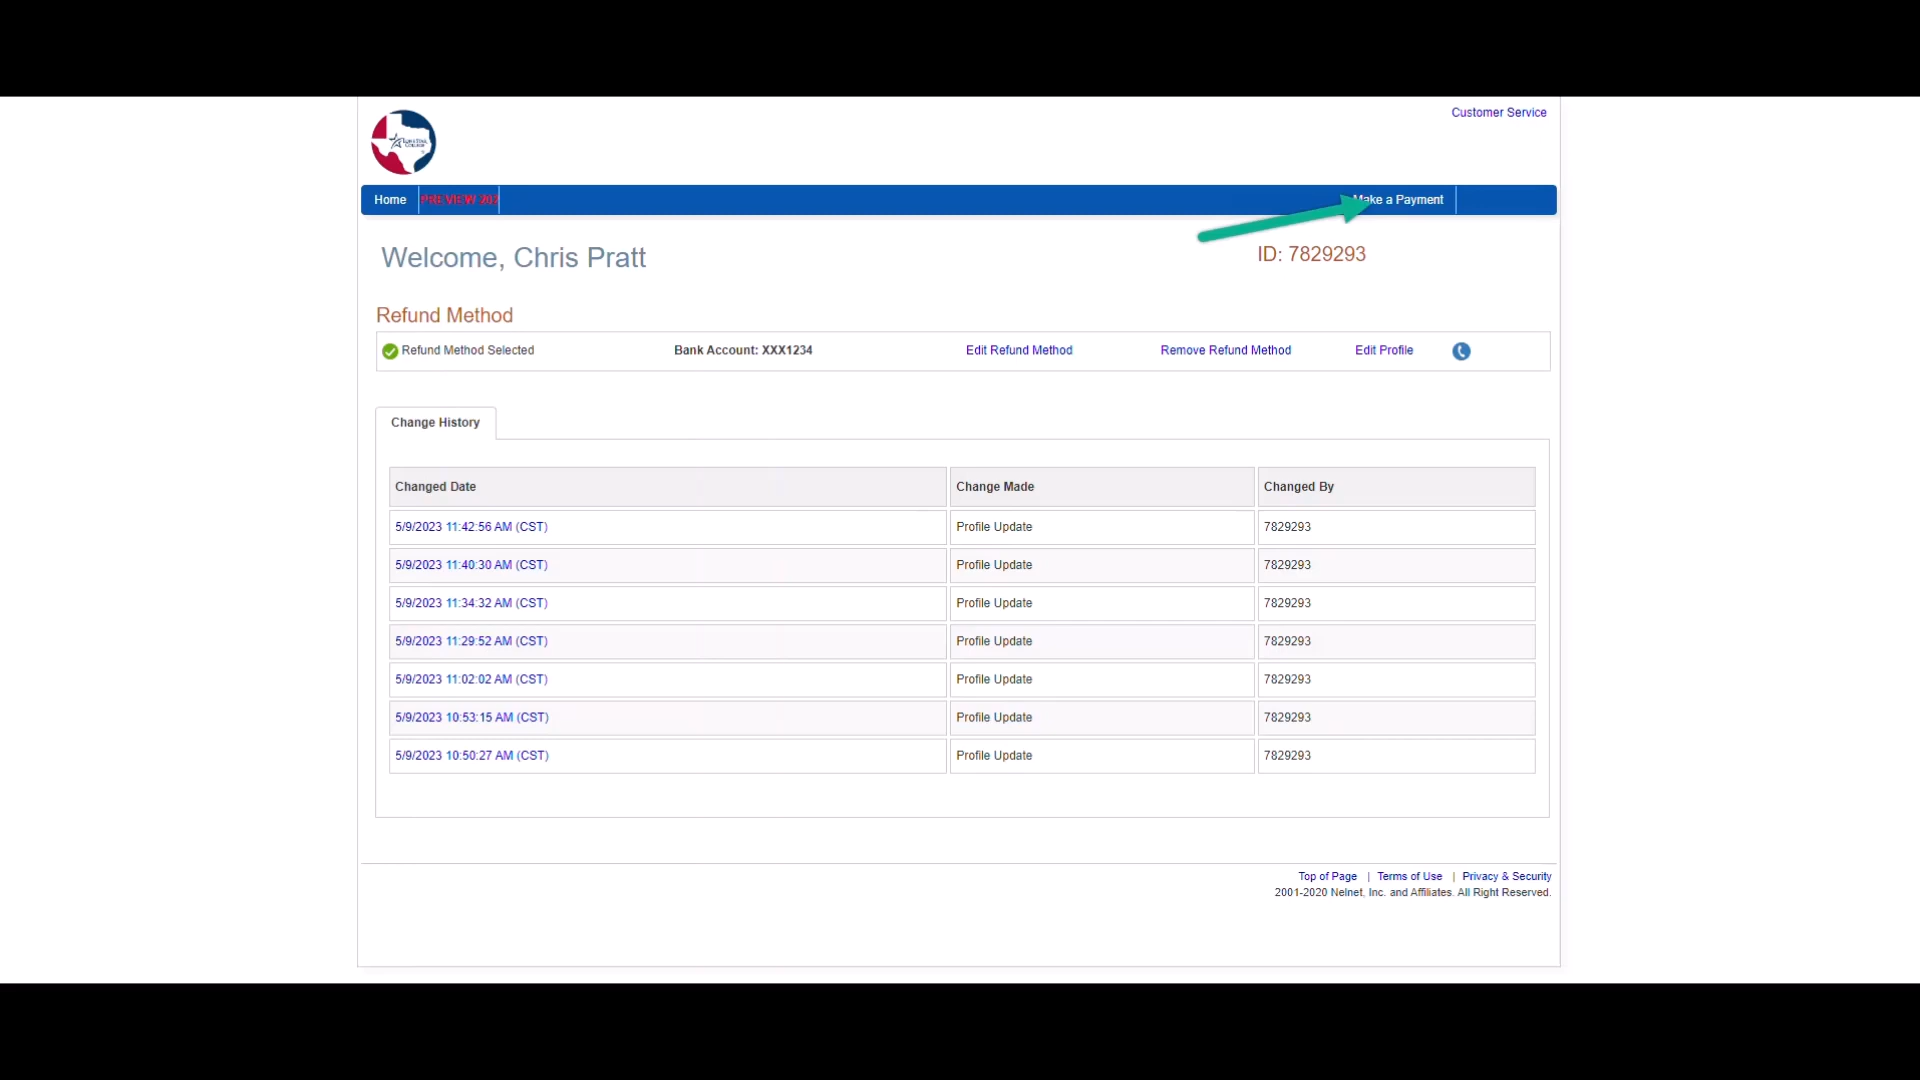 Customer Service
Home PREVIEW 202 Make a Payment
Welcome, Chris Pratt ID: 7829293
Refund Method
Refund Method Selected Bank Account: XXX1234 Edit Refund Method Remove Refund Method Edit Profile
Change History
Changed Date Change Made Changed By
5/9/2023 11:42:56 AM (CST) Profile Update 7829293
5/9/2023 11:40:30 AM (CST) Profile Update 7829293
5/9/2023 11:34:32 AM (CST) Profile Update 7829293
5/9/2023 11:29:52 AM (CST) Profile Update 7829293
5/9/2023 11:02:02 AM (CST) Profile Update 7829293
5/9/2023 10:53:15 AM (CST) Profile Update 7829293
5/9/2023 10:50:27 AM (CST) Profile Update 7829293
Top of Page | Terms of Use | Privacy & Security
2001-2020 Nelnet, Inc. and Affiliates. All Right Reserved.